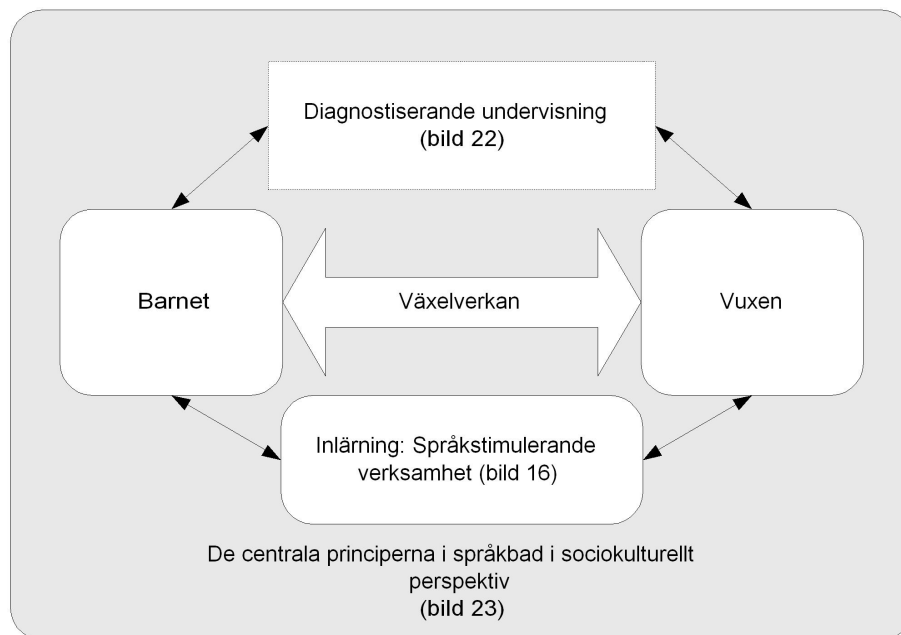 Diagnostiserande undervisning
(bild 22)
Barnet
Växelverkan
Vuxen
Inlärning: Språkstimulerande
verksamhet (bild 16)
De centrala principerna i språkbad i sociokulturellt
perspektiv
(bild 23)